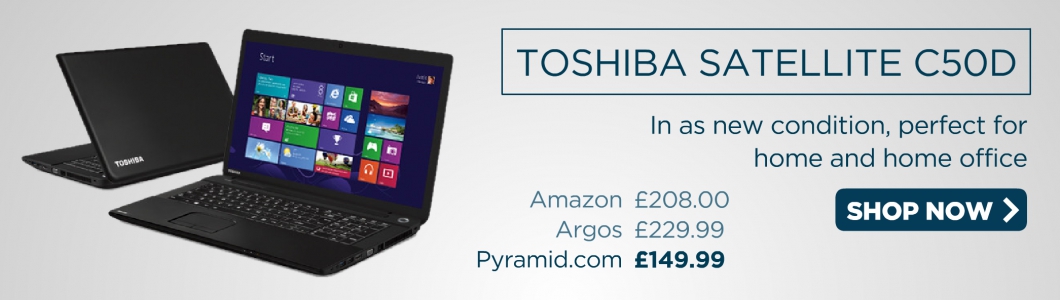 TOSHIBA SATELLITE C50D
In as new condition, perfect for
home and home office
Amazon £208.00
Argos £229.99
Pyramid.com £149.99
SHOP NOW
TOSHIBA
Start